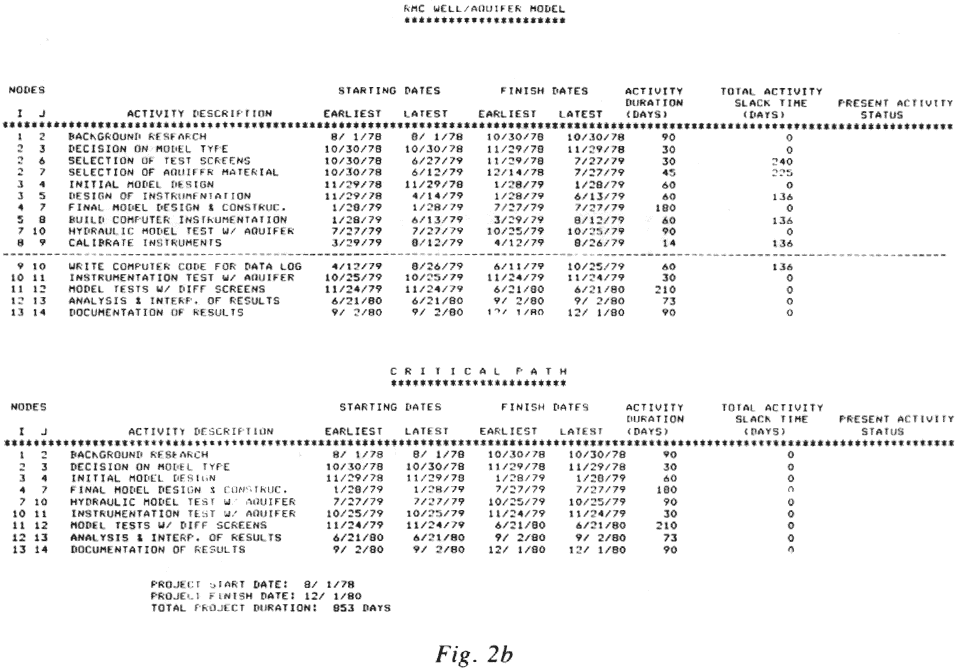 RMC WELL/AQUIFER MODEL
************************
NODES STARTING DATES FINISH DATES ACTIVITY TOTAL ACTIVITY
DURATION SLACK TIME PRESENT ACTIVITY
I J ACTIVITY DESCRIPTION EARLIEST LATEST EARLIEST LATEST (DAYS) (DAYS) STATUS
1 2 BACKGROUND RESEARCH 8/ 1/78 8/ 1/78 10/30/78 10/30/78 90 0
2 3 DECISION ON MODEL TYPE 10/30/78 10/30/78 11/29/78 11/29/78 30 0
2 6 SELECTION OF TEST SCREENS 10/30/78 6/27/79 11/29/78 7/27/79 30 240
2 7 SELECTION OF AQUIFER MATERIAL 10/30/78 6/12/79 12/14/78 7/27/79 45 225
3 4 INITIAL MODEL DESIGN 11/29/78 11/29/78 1/28/79 1/28/79 60 0
3 5 DESIGN OF INSTRUMENTATION 11/29/78 4/14/79 1/28/79 6/13/79 60 136
4 7 FINAL MODEL DESIGN & CONSTRUC. 1/28/79 1/28/79 7/27/79 7/27/79 180 0
5 8 BUILD COMPUTER INSTRUMENTATION 1/28/79 6/13/79 3/29/79 8/12/79 60 136
7 10 HYDRAULIC MODEL TEST W/ AQUIFER 7/27/79 7/27/79 10/25/79 10/25/79 90 0
8 9 CALIBRATE INSTRUMENTS 3/29/79 8/12/79 4/12/79 8/26/79 14 136
9 10 WRITE COMPUTER CODE FOR DATA LOG 4/12/79 8/26/79 6/11/79 10/25/79 60 136
10 11 INSTRUMENTATION TEST W/ AQUIFER 10/25/79 10/25/79 11/24/79 11/24/79 30 0
11 12 MODEL TESTS W/ DIFF SCREENS 11/24/79 11/24/79 6/21/80 6/21/80 210 0
12 13 ANALYSIS & INTERP. OF RESULTS 6/21/80 6/21/80 9/ 2/80 9/ 2/80 73 0
13 14 DOCUMENTATION OF RESULTS 9/ 2/80 9/ 2/80 12/ 1/80 12/ 1/80 90 0
C R I T I C A L P A T H
**************************
NODES STARTING DATES FINISH DATES ACTIVITY TOTAL ACTIVITY
DURATION SLACK TIME PRESENT ACTIVITY
I J ACTIVITY DESCRIPTION EARLIEST LATEST EARLIEST LATEST (DAYS) (DAYS) STATUS
1 2 BACKGROUND RESEARCH 8/ 1/78 8/ 1/78 10/30/78 10/30/78 90 0
2 3 DECISION ON MODEL TYPE 10/30/78 10/30/78 11/29/78 11/29/78 30 0
3 4 INITIAL MODEL DESIGN 11/29/78 11/29/78 1/28/79 1/28/79 60 0
4 7 FINAL MODEL DESIGN & CONSTRUC. 1/28/79 1/28/79 7/27/79 7/27/79 180 0
7 10 HYDRAULIC MODEL TEST W/ AQUIFER 7/27/79 7/27/79 10/25/79 10/25/79 90 0
10 11 INSTRUMENTATION TEST W/ AQUIFER 10/25/79 10/25/79 11/24/79 11/24/79 30 0
11 12 MODEL TESTS W/ DIFF SCREENS 11/24/79 11/24/79 6/21/80 6/21/80 210 0
12 13 ANALYSIS & INTERP. OF RESULTS 6/21/80 6/21/80 9/ 2/80 9/ 2/80 73 0
13 14 DOCUMENTATION OF RESULTS 9/ 2/80 9/ 2/80 12/ 1/80 12/ 1/80 90 0
PROJECT START DATE: 8/ 1/78
PROJECT FINISH DATE: 12/ 1/80
TOTAL PROJECT DURATION: 853 DAYS
Fig. 2b